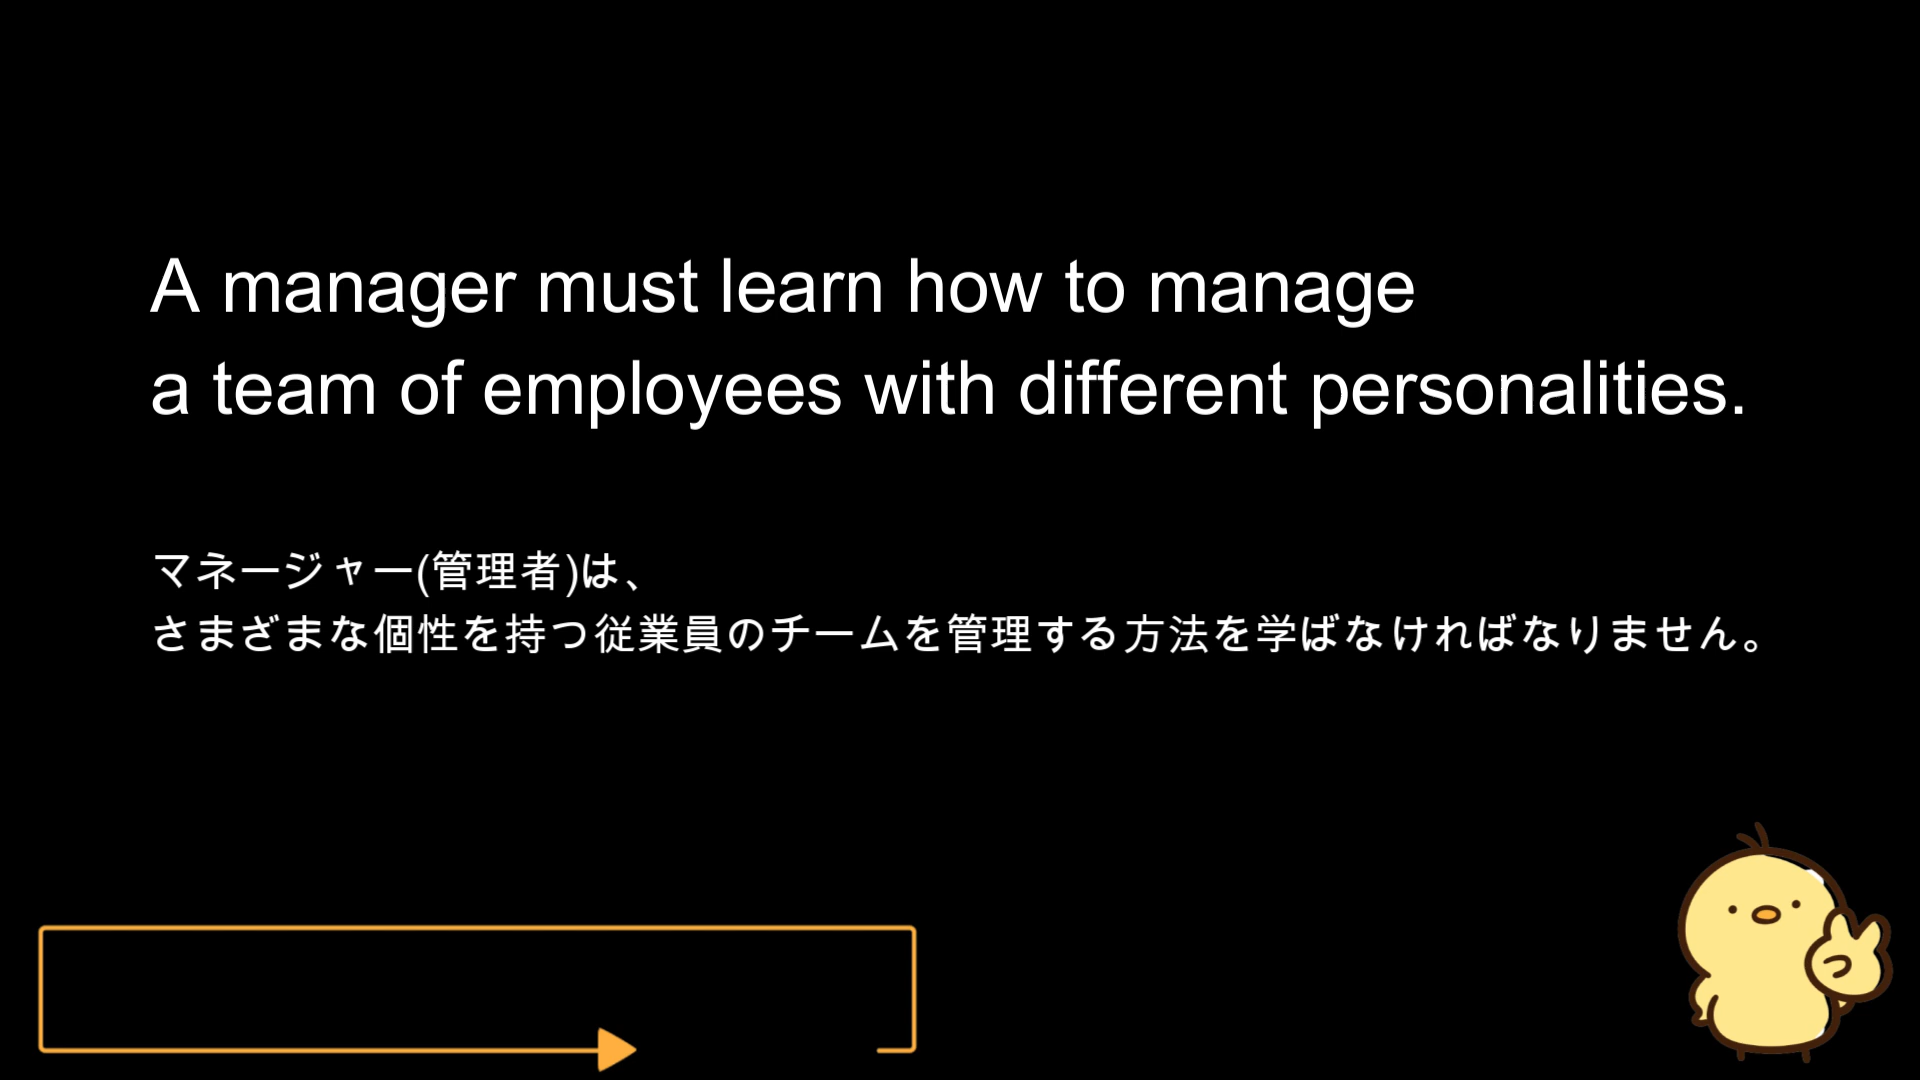 A manager must learn how to manage
a team of employees with different personalities.
マネージャー(管理者)は、
さまざまな個性を持つ従業員のチームを管理する方法を学ばなければなりません。